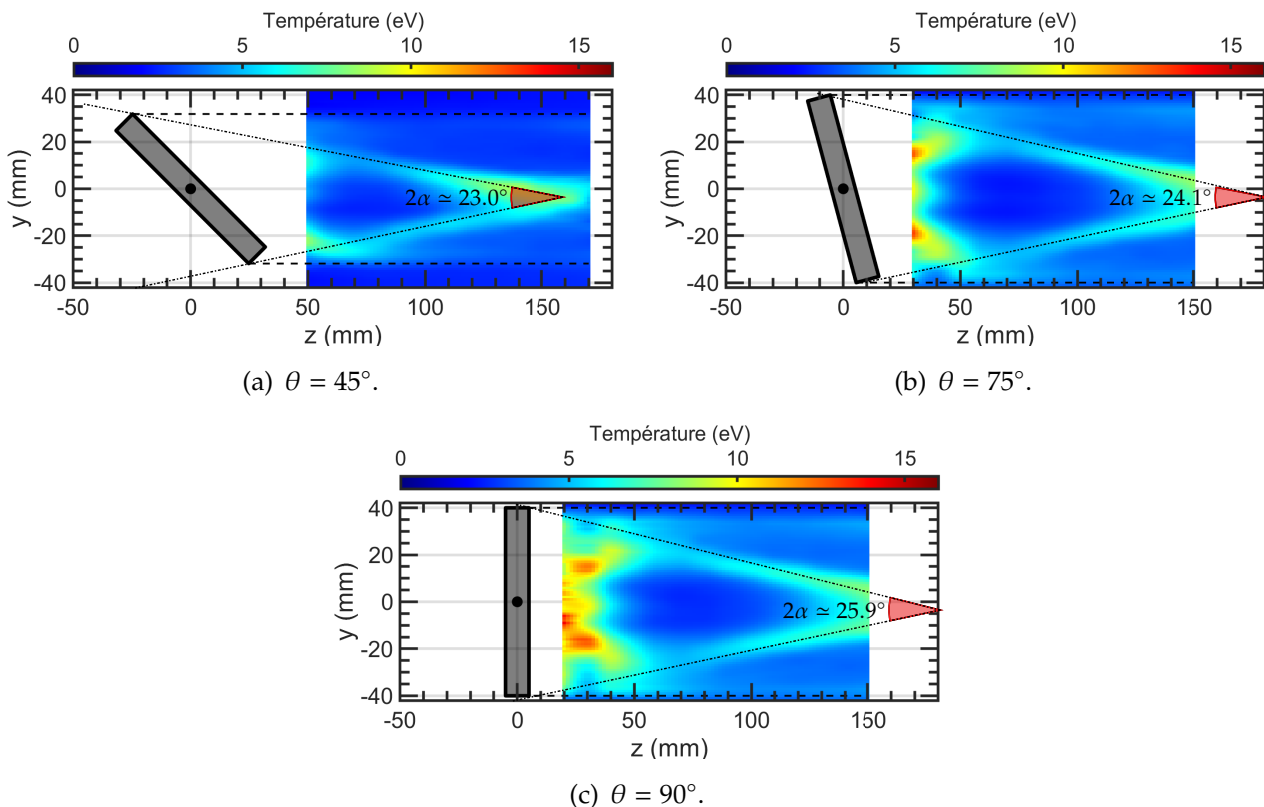 Température (eV)
0 5 10 15
40
20
0
-20
-40
y (mm)
2α ≃ 23.0°
-50 0 50 100 150
z (mm)
(a) θ = 45°.
Température (eV)
0 5 10 15
40
20
0
-20
-40
y (mm)
2α ≃ 24.1°
-50 0 50 100 150
z (mm)
(b) θ = 75°.
Température (eV)
0 5 10 15
40
20
0
-20
-40
y (mm)
2α ≃ 25.9°
-50 0 50 100 150
z (mm)
(c) θ = 90°.